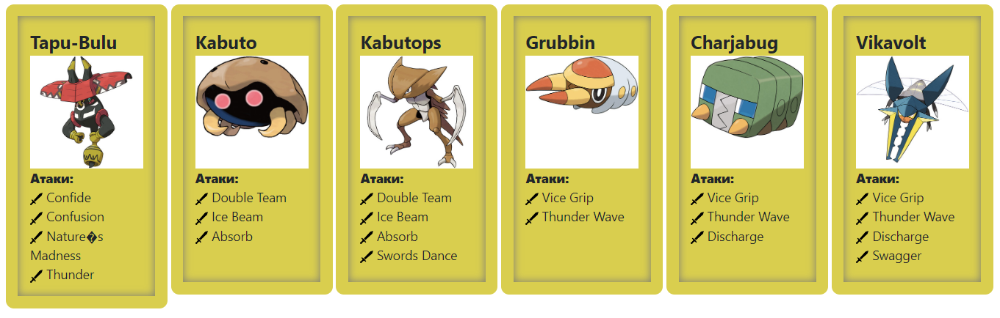 Tapu-Bulu
Атаки:
Confide
Confusion
Nature�s
Madness
Thunder
Kabuto
Атаки:
Double Team
Ice Beam
Absorb
Kabutops
Атаки:
Double Team
Ice Beam
Absorb
Swords Dance
Grubbin
Атаки:
Vice Grip
Thunder Wave
Charjabug
Атаки:
Vice Grip
Thunder Wave
Discharge
Vikavolt
Атаки:
Vice Grip
Thunder Wave
Discharge
Swagger